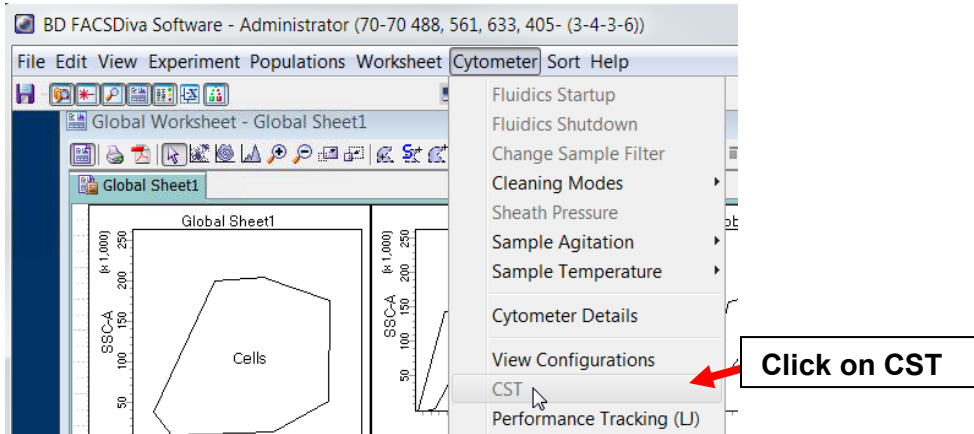 BD FACSDiva Software - Administrator (70-70 488, 561, 633, 405- (3-4-3-6))
File Edit View Experiment Populations Worksheet Cytometer Sort Help
Fluidics Startup
Global Worksheet - Global Sheet1
Fluidics Shutdown
Change Sample Filter
Global Sheet1
Cleaning Modes
Sheath Pressure
Global Sheet1
Sample Agitation
Sample Temperature
(x 1,000)
250
200
150
100
50
SSC-A
Cells
(x 1,000)
250
200
150
100
50
SSC-A
Cytometer Details
View Configurations
CST
Performance Tracking (LJ)
Click on CST